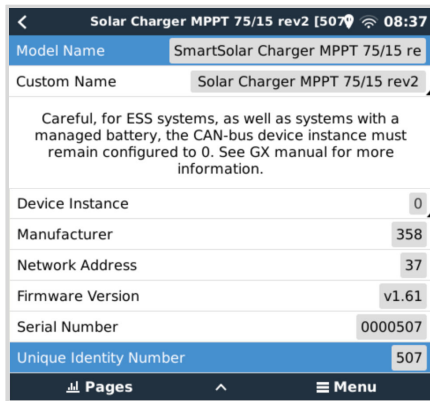 Solar Charger MPPT 75/15 rev2 [507 08:37
Model Name SmartSolar Charger MPPT 75/15 re
Custom Name Solar Charger MPPT 75/15 rev2
Careful, for ESS systems, as well as systems with a
managed battery, the CAN-bus device instance must
remain configured to 0. See GX manual for more
information.
Device Instance 0
Manufacturer 358
Network Address 37
Firmware Version v1.61
Serial Number 0000507
Unique Identity Number 507
Pages Menu